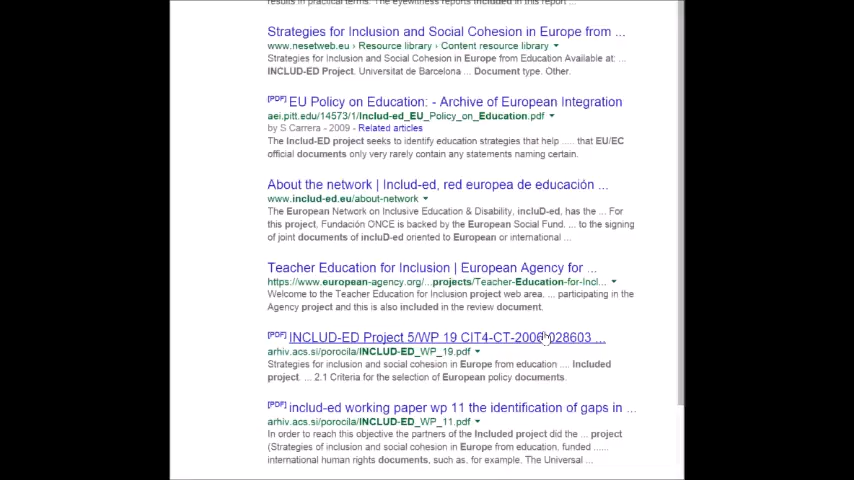 results in practical terms. The eyewitness reports Included in this report ...
Strategies for Inclusion and Social Cohesion in Europe from ...
www.nesetweb.eu › Resource library › Content resource library ▼
Strategies for Inclusion and Social Cohesion in Europe from Education Available at: ...
INCLUD-ED Project. Universitat de Barcelona ... Document type. Other.
[PDF] EU Policy on Education: - Archive of European Integration
aei.pitt.edu/14573/1/Includ-ed_EU_Policy_on_Education.pdf ▼
by S Carrera - 2009 - Related articles
The Includ-ED project seeks to identify education strategies that help ..... that EU/EC
official documents only very rarely contain any statements naming certain.
About the network | Includ-ed, red europea de educación ...
www.includ-ed.eu/about-network ▼
The European Network on Inclusive Education & Disability, incluD-ed, has the ... For
this project, Fundación ONCE is backed by the European Social Fund. ... to the signing
of joint documents of incluD-ed oriented to European or international ...
Teacher Education for Inclusion | European Agency for ...
https://www.european-agency.org/...projects/Teacher-Education-for-Incl... ▼
Welcome to the Teacher Education for Inclusion project web area. ... participating in the
Agency project and this is also included in the review document.
[PDF] INCLUD-ED Project 5/WP 19 CIT4-CT-2006-028603 ...
arhiv.acs.si/porocila/INCLUD-ED_WP_19.pdf ▼
Strategies for inclusion and social cohesion in Europe from education .... Included
project. ... 2.1 Criteria for the selection of European policy documents.
[PDF] includ-ed working paper wp 11 the identification of gaps in ...
arhiv.acs.si/porocila/INCLUD-ED_WP_11.pdf ▼
In order to reach this objective the partners of the Included project did the ... project
(Strategies of inclusion and social cohesion in Europe from education, funded ......
international human rights documents, such as, for example. The Universal ...